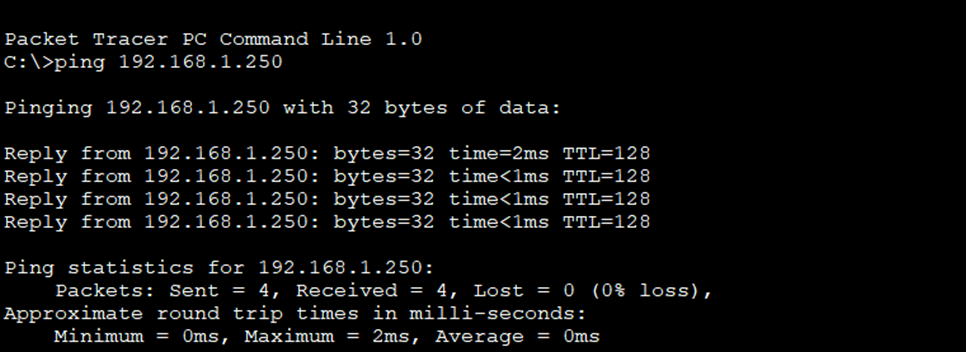 Packet Tracer PC Command Line 1.0
C:\>ping 192.168.1.250
Pinging 192.168.1.250 with 32 bytes of data:
Reply from 192.168.1.250: bytes=32 time=2ms TTL=128
Reply from 192.168.1.250: bytes=32 time<1ms TTL=128
Reply from 192.168.1.250: bytes=32 time<1ms TTL=128
Reply from 192.168.1.250: bytes=32 time<1ms TTL=128
Ping statistics for 192.168.1.250:
    Packets: Sent = 4, Received = 4, Lost = 0 (0% loss),
Approximate round trip times in milli-seconds:
    Minimum = 0ms, Maximum = 2ms, Average = 0ms